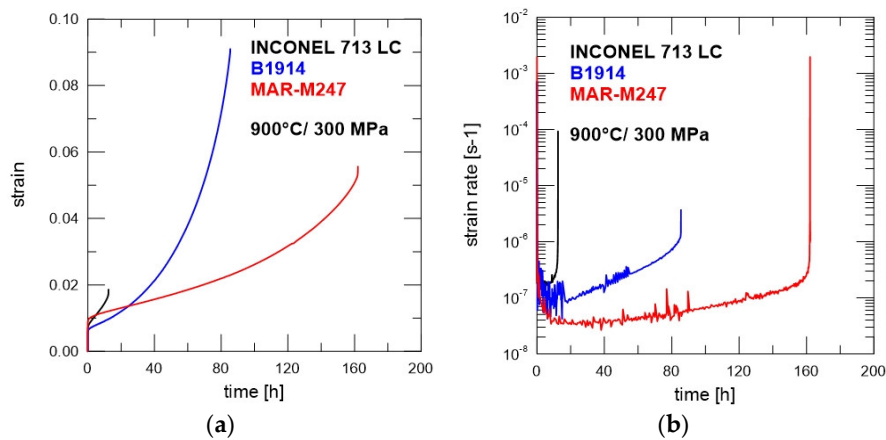 0.10
0.08
0.06
0.04
0.02
0.00
strain
INCONEL 713 LC
B1914
MAR-M247
900°C/ 300 MPa
0 40 80 120 160 200
time [h]
(a)
10-2
10-3
10-4
10-5
10-6
10-7
10-8
strain rate [s-1]
INCONEL 713 LC
B1914
MAR-M247
900°C/ 300 MPa
0 40 80 120 160 200
time [h]
(b)